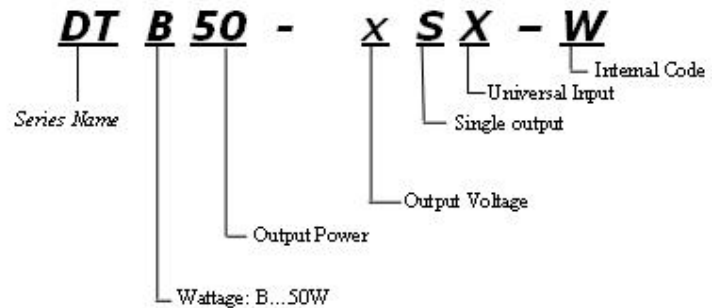 DT B 50 - x S X - W
Internal Code
Universal Input
Series Name
Single output
Output Voltage
Output Power
Wattage: B...50W